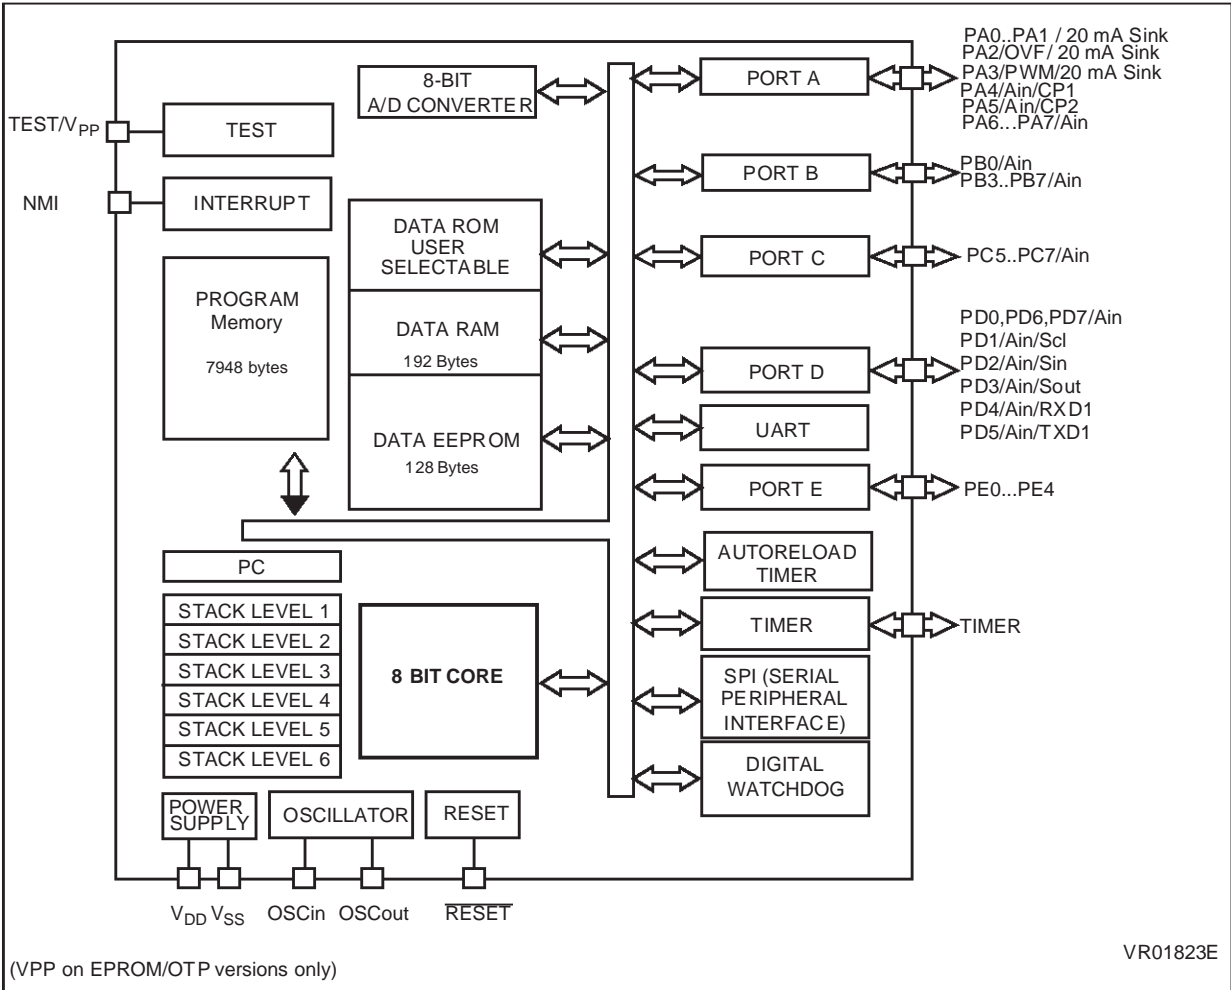 PA0..PA1 / 20 mA Sink
PA2/OVF/ 20 mA Sink
PA3/PWM/20 mA Sink
PA4/Ain/CP1
PA5/Ain/CP2
PA6...PA7/Ain
8-BIT
A/D CONVERTER
PORT A
TEST/VPP
TEST
PORT B
PB0/Ain
PB3..PB7/Ain
NMI
INTERRUPT
DATA ROM
USER
SELECTABLE
PORT C
PC5..PC7/Ain
PROGRAM
Memory
7948 bytes
DATA RAM
192 Bytes
PORT D
PD0,PD6,PD7/Ain
PD1/Ain/Scl
PD2/Ain/Sin
PD3/Ain/Sout
PD4/Ain/RXD1
PD5/Ain/TXD1
DATA EEPROM
128 Bytes
UART
PORT E
PE0...PE4
AUTORELOAD
TIMER
PC
STACK LEVEL 1
STACK LEVEL 2
STACK LEVEL 3
STACK LEVEL 4
STACK LEVEL 5
STACK LEVEL 6
8 BIT CORE
TIMER
TIMER
SPI (SERIAL
PERIPHERAL
INTERFACE)
DIGITAL
WATCHDOG
POWER
SUPPLY
OSCILLATOR
RESET
VDD VSS
OSCin OSCout
RESET
(VPP on EPROM/OTP versions only)
VR01823E